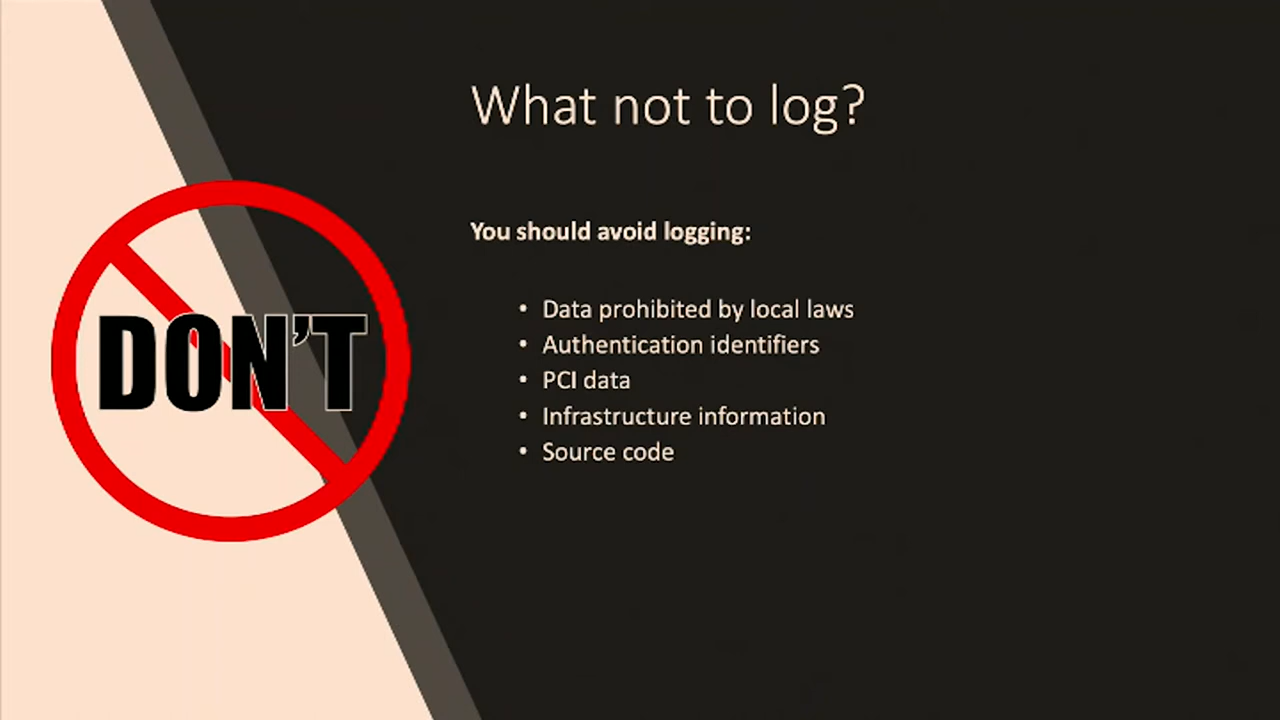 What not to log?
You should avoid logging:
DON'T
• Data prohibited by local laws
• Authentication identifiers
• PCI data
• Infrastructure information
• Source code